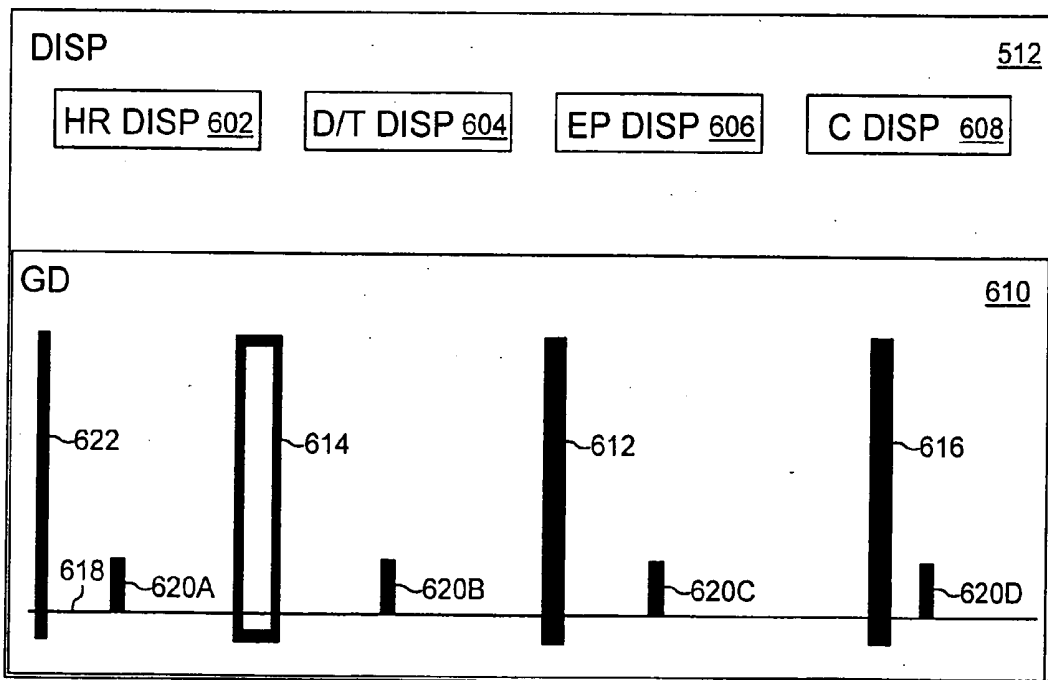 DISP 512
HR DISP 602 D/T DISP 604 EP DISP 606 C DISP 608
GD 610
622 614 612 616
618 620A 620B 620C 620D